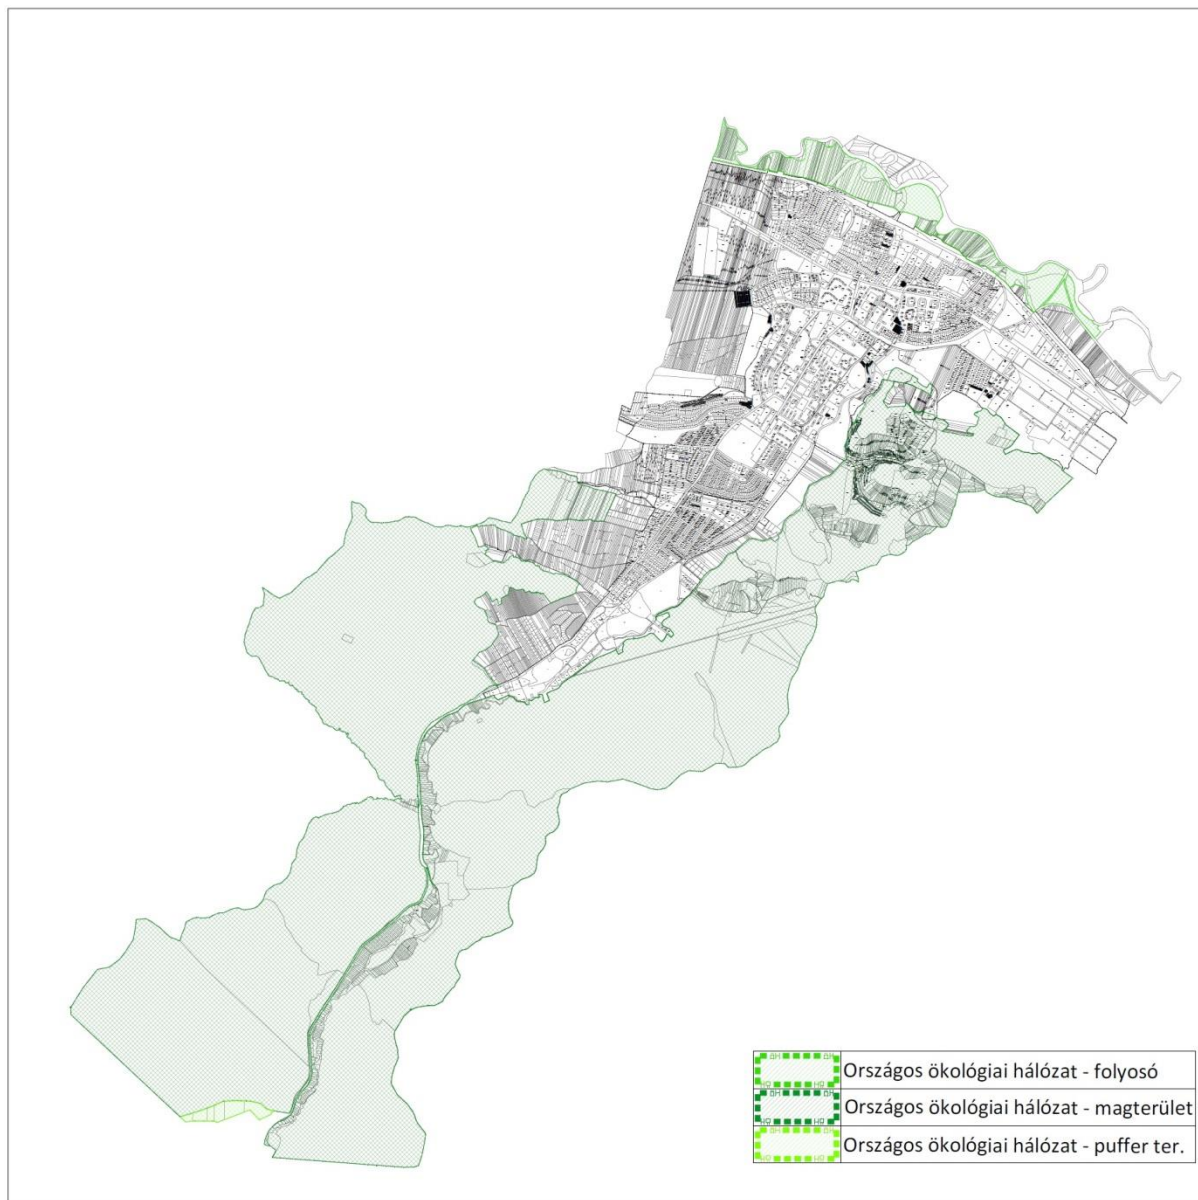 Országos ökológiai hálózat - folyosó
Országos ökológiai hálózat - magterület
Országos ökológiai hálózat - puffer ter.